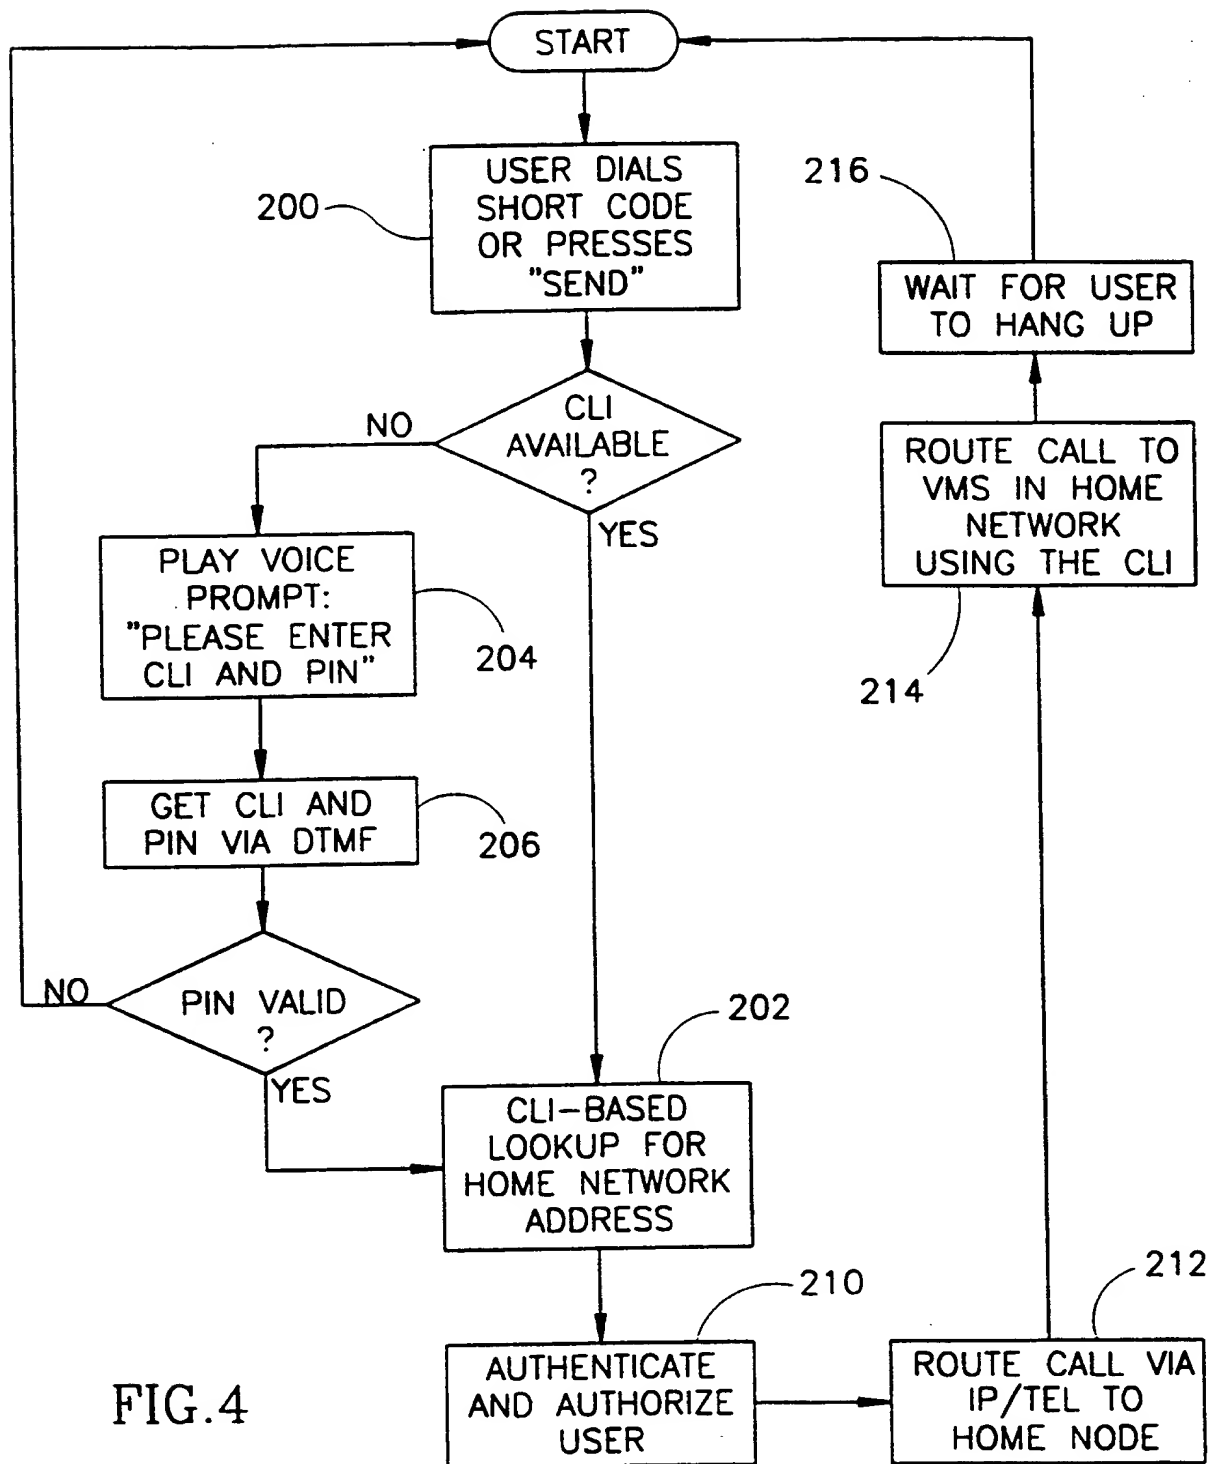 START
USER DIALS
SHORT CODE
OR PRESSES
"SEND"
200
CLI
AVAILABLE
?
NO
YES
PLAY VOICE
PROMPT:
"PLEASE ENTER
CLI AND PIN"
204
GET CLI AND
PIN VIA DTMF
206
PIN VALID
?
NO
YES
202
CLI-BASED
LOOKUP FOR
HOME NETWORK
ADDRESS
210
AUTHENTICATE
AND AUTHORIZE
USER
212
ROUTE CALL VIA
IP/TEL TO
HOME NODE
ROUTE CALL TO
VMS IN HOME
NETWORK
USING THE CLI
214
216
WAIT FOR USER
TO HANG UP
FIG.4